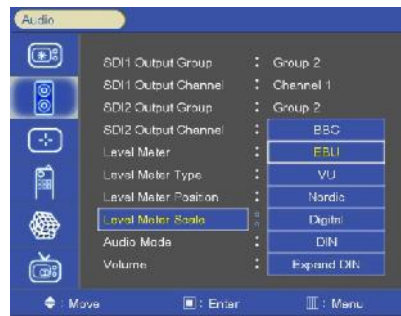 Audio
SDI1 Output Group : Group 2
SDI1 Output Channel : Channel 1
SDI2 Output Group : Group 2
SDI2 Output Channel : BBC
Level Meter : EBU
Level Meter Type : VU
Level Meter Position : Nordic
Level Meter Scale : Digital
Audio Mode : DIN
Volume : Expand DIN
: Move : Enter : Menu